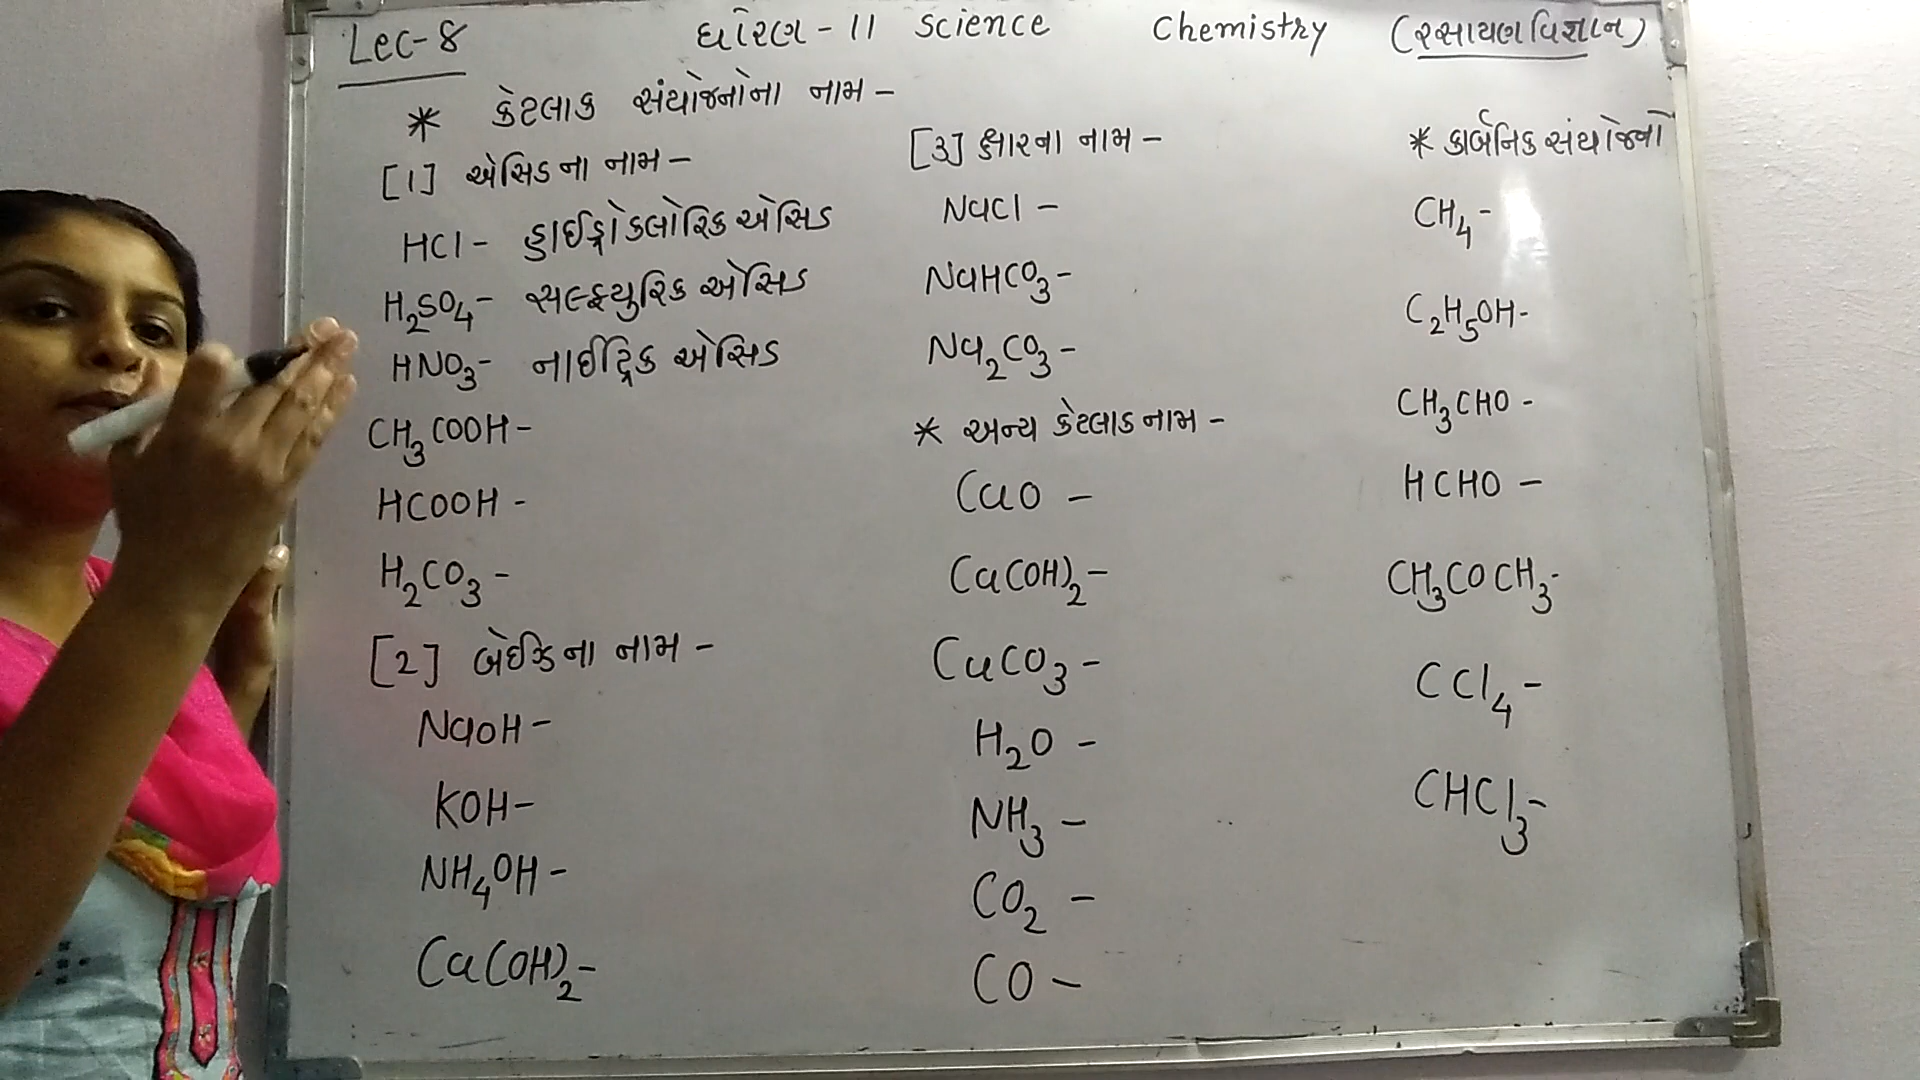 Lec-8
ધોરણ - 11 Science Chemistry (રસાયણ વિજ્ઞાન)
* કેટલાક સંયોજનોના નામ -
[1] એસિડના નામ -
HCl - હાઈડ્રોક્લોરિક એસિડ
H₂SO₄ - સલ્ફ્યુરિક એસિડ
HNO₃ - નાઈટ્રિક એસિડ
CH₃COOH -
HCOOH -
H₂CO₃ -
[2] બેઈઝના નામ -
NaOH -
KOH -
NH₄OH -
Ca(OH)₂ -
[3] ક્ષારના નામ -
NaCl -
NaHCO₃ -
Na₂CO₃ -
* અન્ય કેટલાક નામ -
CaO -
Ca(OH)₂ -
CaCO₃ -
H₂O -
NH₃ -
CO₂ -
CO -
* કાર્બનિક સંયોજનો
CH₄ -
C₂H₅OH -
CH₃CHO -
HCHO -
CH₃COCH₃ -
CCl₄ -
CHCl₃ -